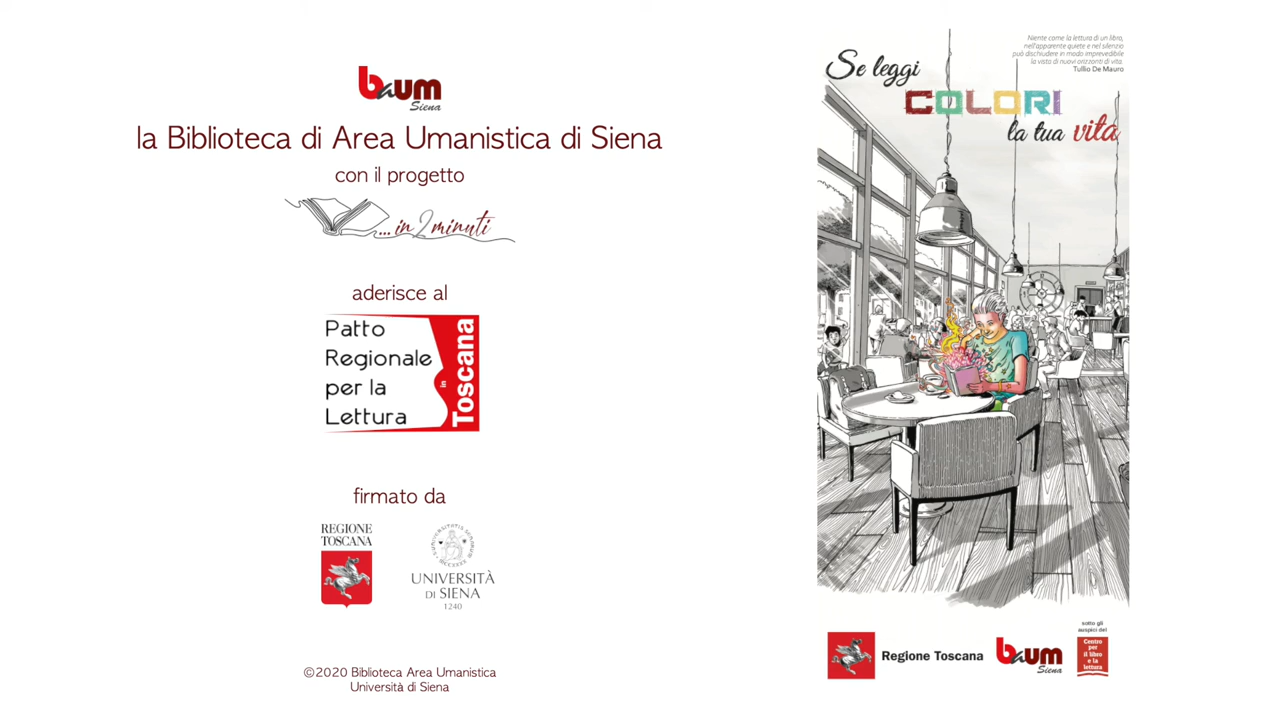 baum
Siena
la Biblioteca di Area Umanistica di Siena
con il progetto
...in 2 minuti
aderisce al
Patto
Regionale
per la
Lettura
in
Toscana
firmato da
REGIONE
TOSCANA
UNIVERSITÀ
DI SIENA
1240
©2020 Biblioteca Area Umanistica
Università di Siena
Niente come la lettura di un libro,
nell'apparente quiete e nel silenzio
può dischiudere in modo imprevedibile
la vista di nuovi orizzonti di vita.
Tullio De Mauro
Se leggi
COLORI
la tua vita
Regione Toscana
baum
Siena
sotto gli
auspici del
Centro
per
il libro
e la
lettura